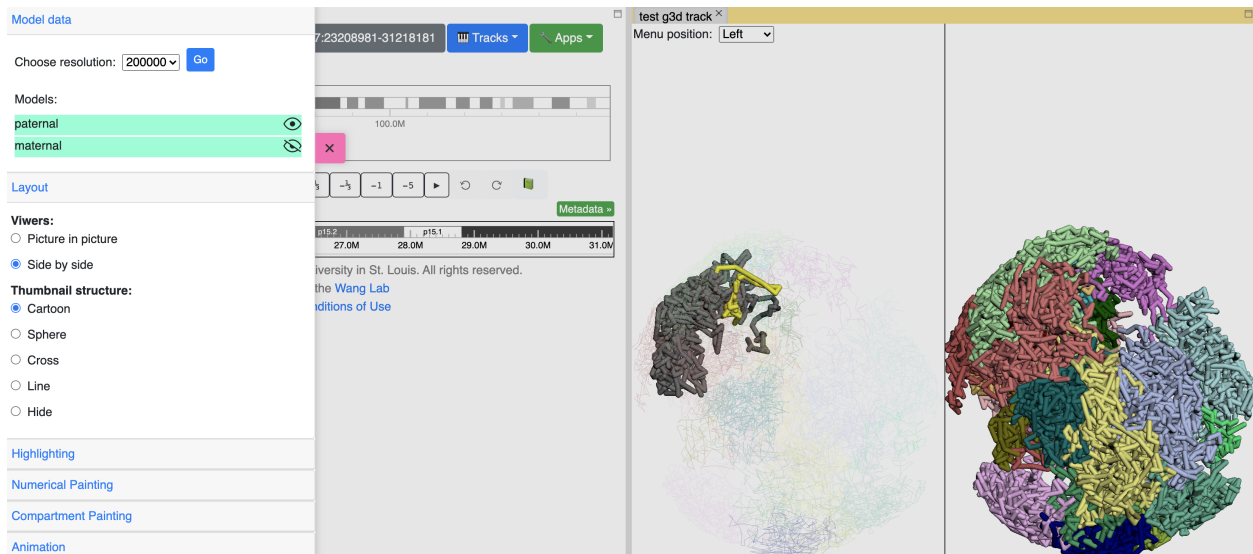 Model data
Choose resolution: 200000 Go
Models:
paternal
maternal
Layout
Viwers:
Picture in picture
Side by side
Thumbnail structure:
Cartoon
Sphere
Cross
Line
Hide
Highlighting
Numerical Painting
Compartment Painting
Animation
7:23208981-31218181 Tracks Apps
100.0M
×
-⅓ -1 -5
Metadata »
p15.2 p15.1
27.0M 28.0M 29.0M 30.0M 31.0M
iversity in St. Louis. All rights reserved.
the Wang Lab
nditions of Use
test g3d track ×
Menu position: Left